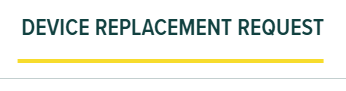 DEVICE REPLACEMENT REQUEST